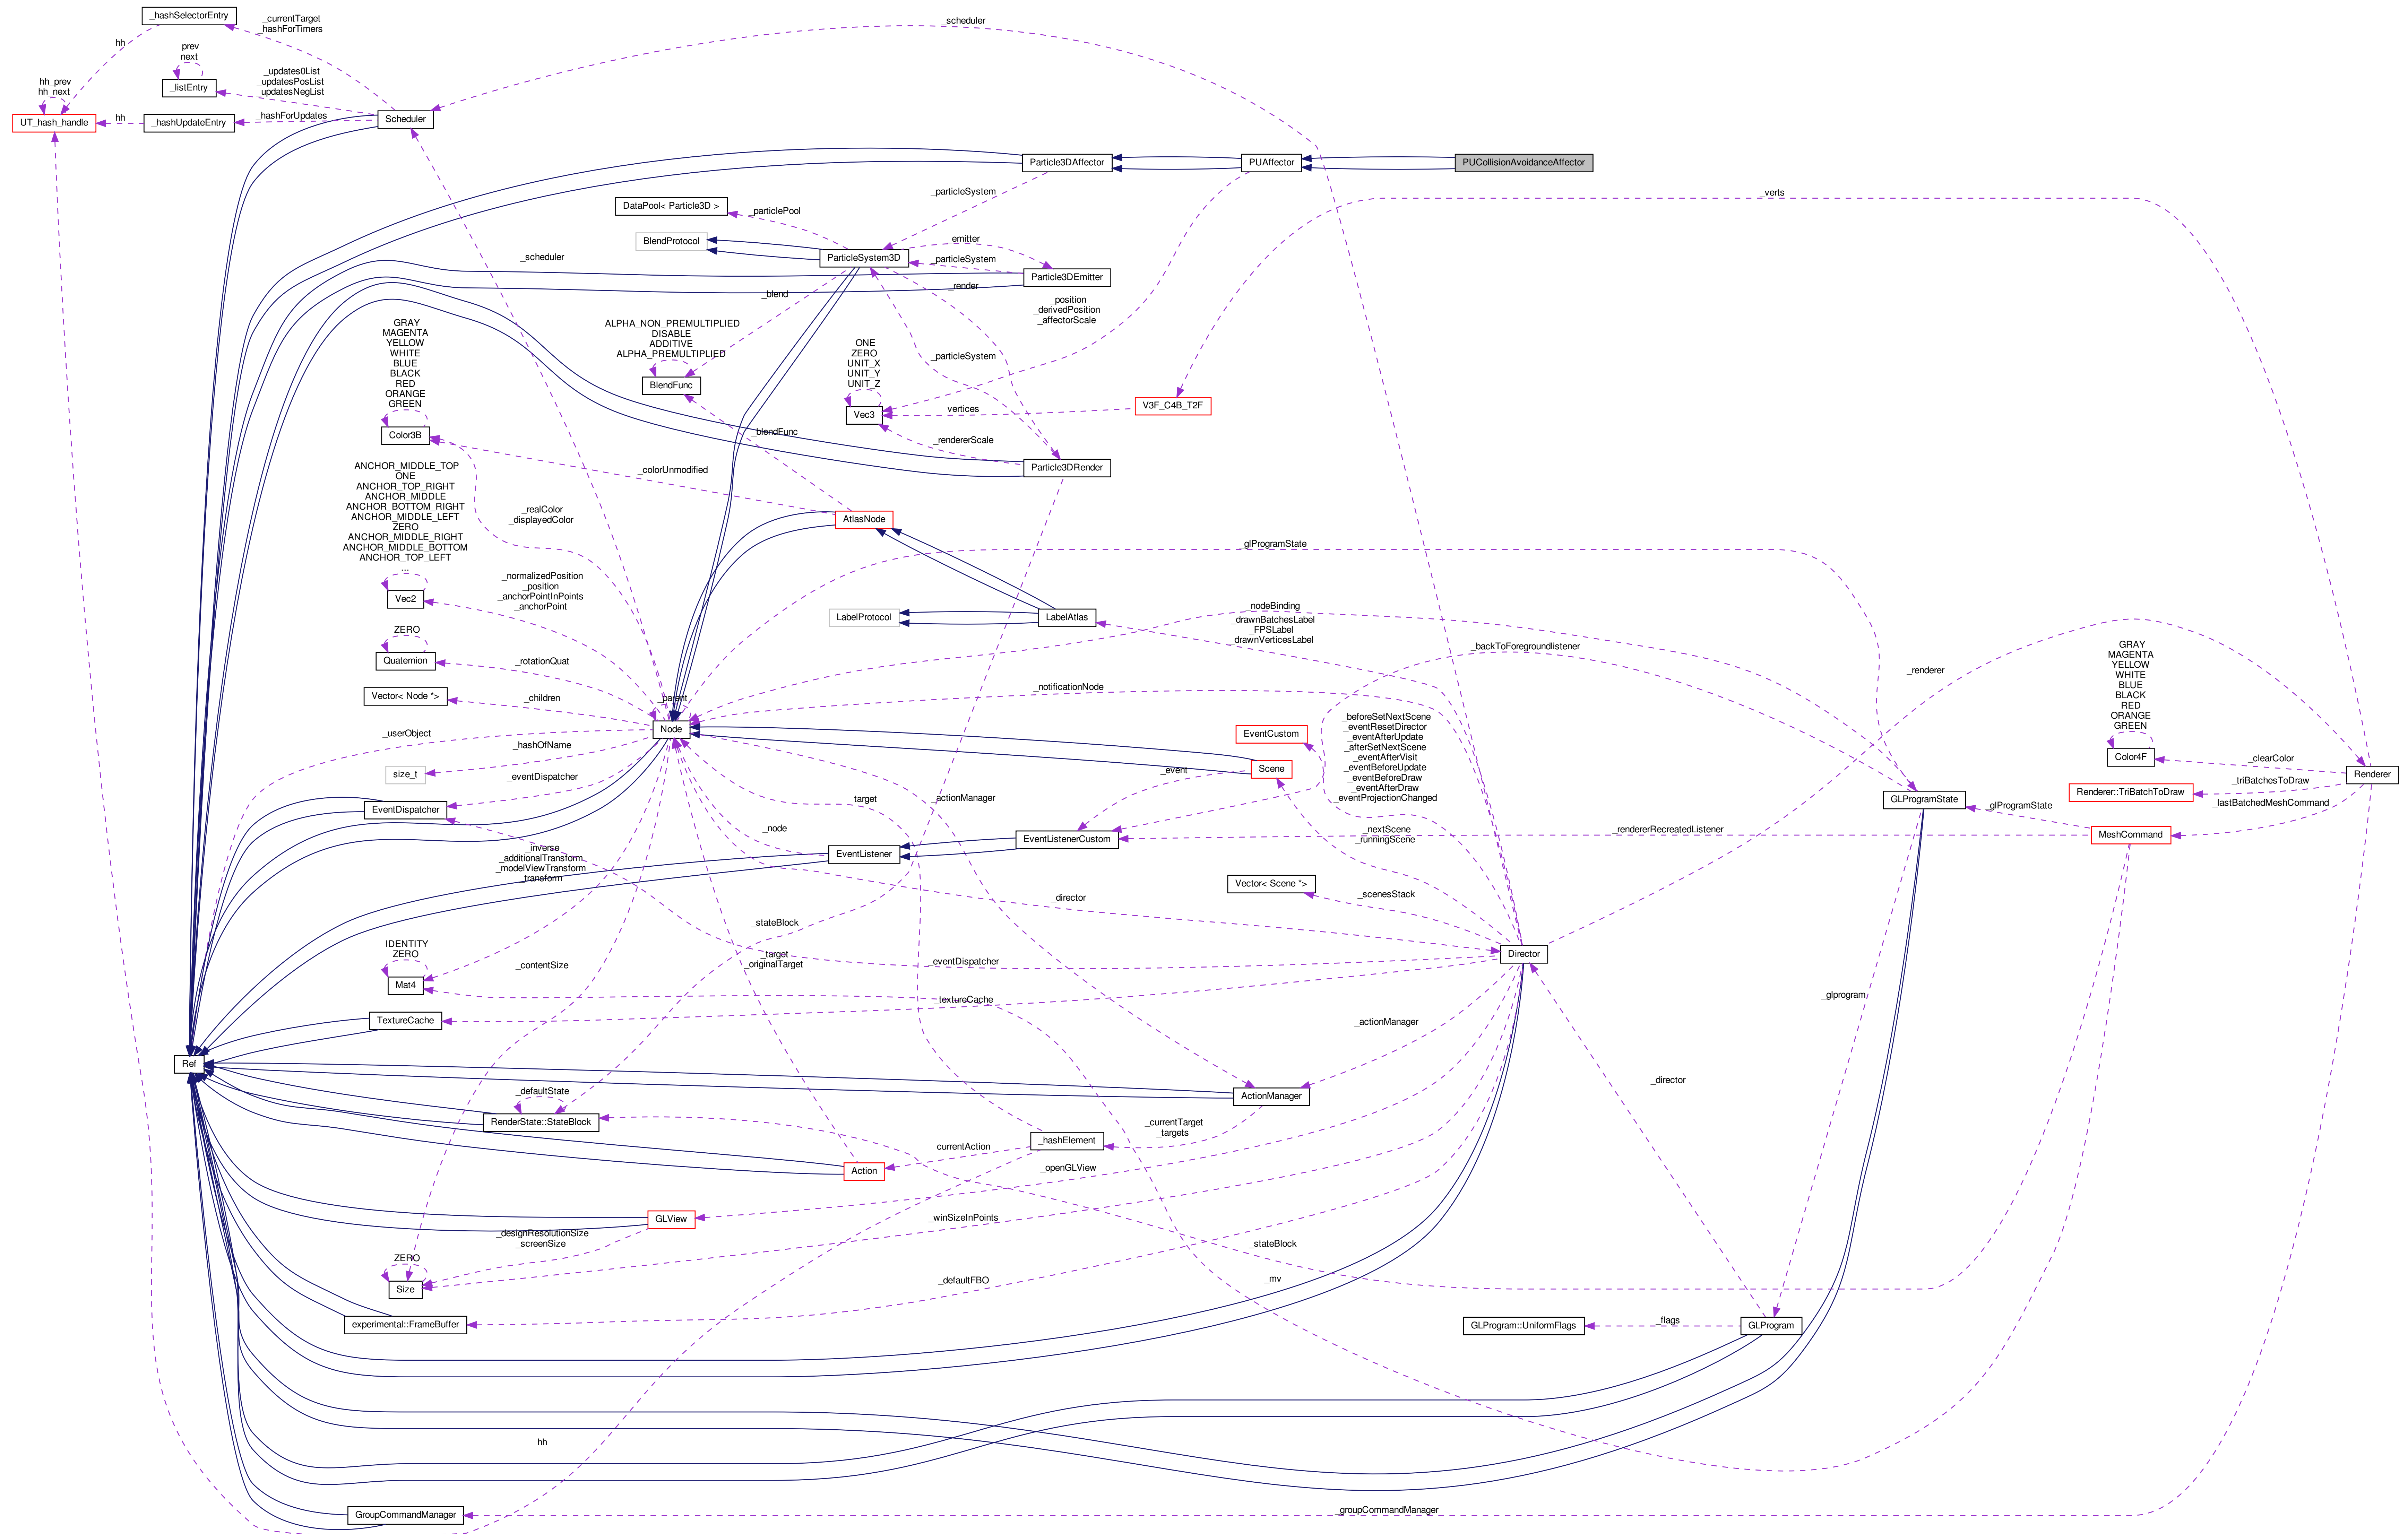 _hashSelectorEntry
_currentTarget
_hashForTimers
_scheduler
hh
prev
next
_listEntry
_updates0List
_updatesPosList
_updatesNegList
hh_prev
hh_next
UT_hash_handle
hh
_hashUpdateEntry
_hashForUpdates
Scheduler
Particle3DAffector
PUAffector
PUCollisionAvoidanceAffector
_particleSystem
_verts
DataPool< Particle3D >
_particlePool
BlendProtocol
_emitter
ParticleSystem3D
_particleSystem
Particle3DEmitter
_scheduler
_render
_blend
_position
_derivedPosition
_affectorScale
GRAY
MAGENTA
YELLOW
WHITE
BLUE
BLACK
RED
ORANGE
GREEN
ALPHA_NON_PREMULTIPLIED
DISABLE
ADDITIVE
ALPHA_PREMULTIPLIED
BlendFunc
ONE
ZERO
UNIT_X
UNIT_Y
UNIT_Z
_particleSystem
Vec3
vertices
V3F_C4B_T2F
Color3B
_blendFunc
_rendererScale
Particle3DRender
_colorUnmodified
ANCHOR_MIDDLE_TOP
ONE
ANCHOR_TOP_RIGHT
ANCHOR_MIDDLE
ANCHOR_BOTTOM_RIGHT
ANCHOR_MIDDLE_LEFT
ZERO
ANCHOR_MIDDLE_RIGHT
ANCHOR_MIDDLE_BOTTOM
ANCHOR_TOP_LEFT
...
_realColor
_displayedColor
AtlasNode
_glProgramState
Vec2
_normalizedPosition
_position
_anchorPointInPoints
_anchorPoint
LabelProtocol
LabelAtlas
_nodeBinding
_drawnBatchesLabel
_FPSLabel
_drawnVerticesLabel
ZERO
Quaternion
_rotationQuat
_backToForegroundlistener
_renderer
GRAY
MAGENTA
YELLOW
WHITE
BLUE
BLACK
RED
ORANGE
GREEN
Vector< Node *>
_children
_parent
_notificationNode
Node
_userObject
_hashOfName
size_t
_eventDispatcher
EventCustom
_beforeSetNextScene
_eventResetDirector
_eventAfterUpdate
_afterSetNextScene
_eventAfterVisit
_eventBeforeUpdate
_eventBeforeDraw
_eventAfterDraw
_eventProjectionChanged
Color4F
_clearColor
Renderer
_event
Scene
Renderer::TriBatchToDraw
_triBatchesToDraw
EventDispatcher
target
_actionManager
GLProgramState
_glProgramState
_lastBatchedMeshCommand
_node
EventListenerCustom
_nextScene
_runningScene
_rendererRecreatedListener
MeshCommand
_inverse
_additionalTransform
_modelViewTransform
_transform
EventListener
Vector< Scene *>
_scenesStack
_director
_stateBlock
IDENTITY
ZERO
Mat4
_contentSize
_target
_originalTarget
_eventDispatcher
Director
_textureCache
_glprogram
TextureCache
_actionManager
Ref
_defaultState
RenderState::StateBlock
ActionManager
_director
_currentTarget
_targets
_hashElement
currentAction
Action
_openGLView
GLView
_winSizeInPoints
_designResolutionSize
_screenSize
_stateBlock
ZERO
Size
_defaultFBO
_mv
experimental::FrameBuffer
GLProgram::UniformFlags
_flags
GLProgram
hh
GroupCommandManager
_groupCommandManager